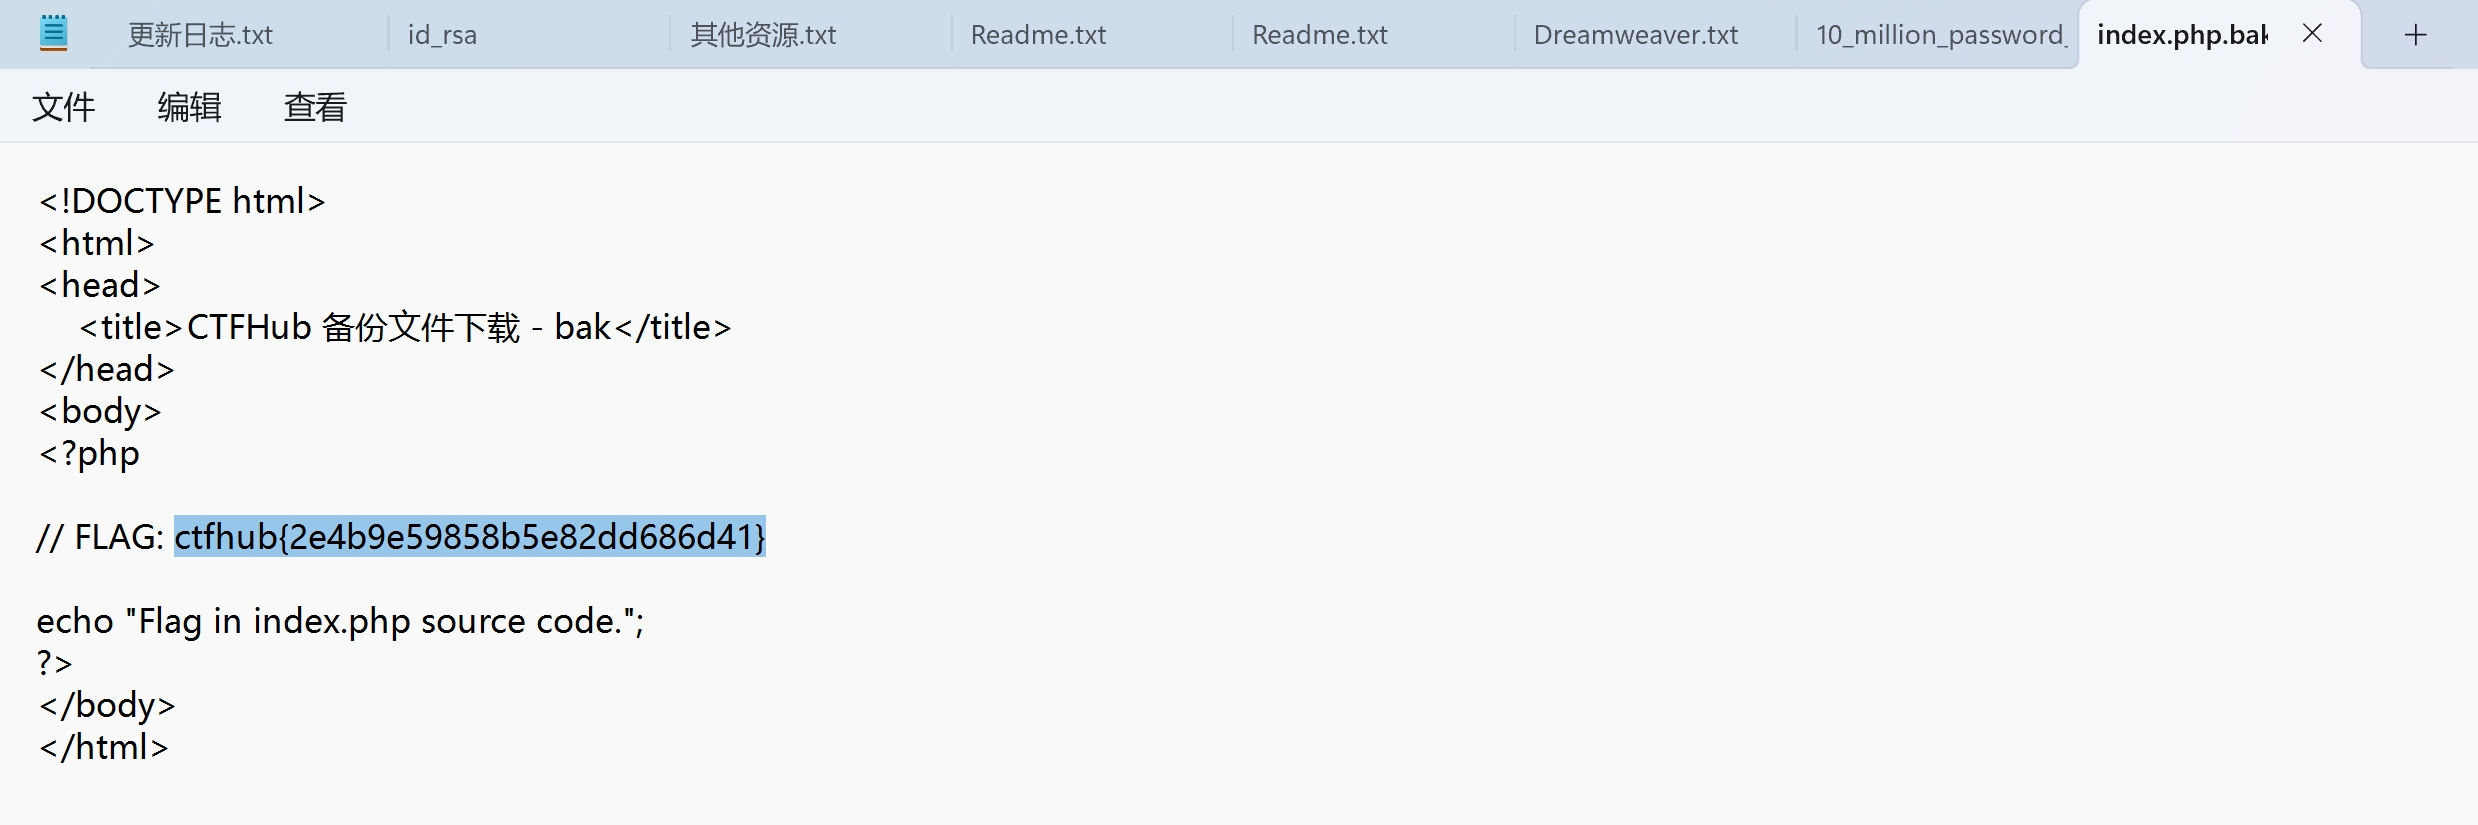 更新日志.txt id_rsa 其他资源.txt Readme.txt Readme.txt Dreamweaver.txt 10_million_password_ index.php.bak
文件 编辑 查看
<!DOCTYPE html>
<html>
<head>
    <title>CTFHub 备份文件下载 - bak</title>
</head>
<body>
<?php
// FLAG: ctfhub{2e4b9e59858b5e82dd686d41}
echo "Flag in index.php source code.";
?>
</body>
</html>